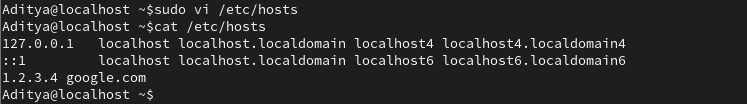 Aditya@localhost ~$sudo vi /etc/hosts
Aditya@localhost ~$cat /etc/hosts
127.0.0.1   localhost localhost.localdomain localhost4 localhost4.localdomain4
::1         localhost localhost.localdomain localhost6 localhost6.localdomain6
1.2.3.4 google.com
Aditya@localhost ~$